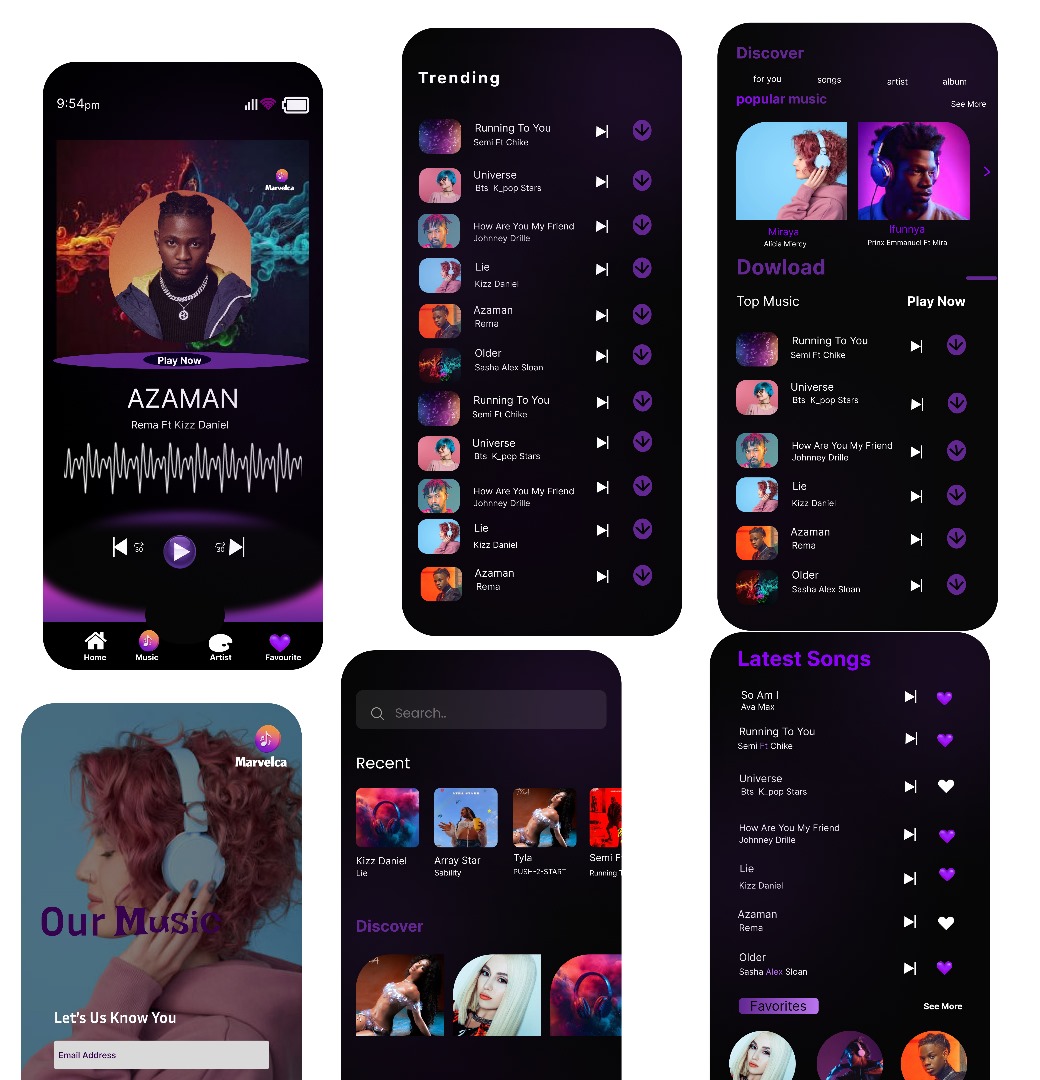 9:54pm
Marvelca
Play Now
AZAMAN
Rema Ft Kizz Daniel
30
30
Home
Music
Artist
Favourite
Trending
Running To You
Semi Ft Chike
Universe
Bts K_pop Stars
How Are You My Friend
Johnney Drille
Lie
Kizz Daniel
Azaman
Rema
Older
Sasha Alex Sloan
Running To You
Semi Ft Chike
Universe
Bts K_pop Stars
How Are You My Friend
Johnney Drille
Lie
Kizz Daniel
Azaman
Rema
Discover
for you songs artist album
popular music
See More
Miraya
Alicia Mercy
Ifunnya
Prinx Emmanuel Ft Mira
Dowload
Top Music
Play Now
Running To You
Semi Ft Chike
Universe
Bts K_pop Stars
How Are You My Friend
Johnney Drille
Lie
Kizz Daniel
Azaman
Rema
Older
Sasha Alex Sloan
Marvelca
Our Music
Let's Us Know You
Email Address
Search..
Recent
Kizz Daniel
Lie
Array Star
Sability
Tyla
PUSH-2-START
Semi F
Running T
Discover
Latest Songs
So Am I
Ava Max
Running To You
Semi Ft Chike
Universe
Bts K_pop Stars
How Are You My Friend
Johnney Drille
Lie
Kizz Daniel
Azaman
Rema
Older
Sasha Alex Sloan
Favorites
See More